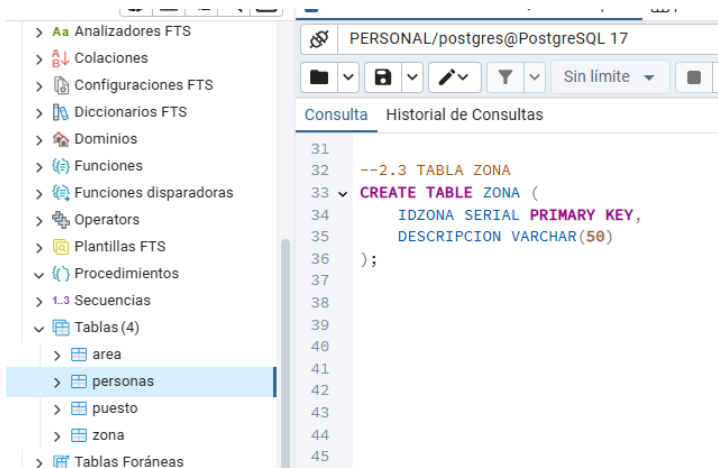 Aa Analizadores FTS
Colaciones
Configuraciones FTS
Diccionarios FTS
Dominios
Funciones
Funciones disparadoras
Operators
Plantillas FTS
Procedimientos
1..3 Secuencias
Tablas (4)
area
personas
puesto
zona
Tablas Foráneas
PERSONAL/postgres@PostgreSQL 17
Sin límite
Consulta Historial de Consultas
31
32 --2.3 TABLA ZONA
33 CREATE TABLE ZONA (
34 IDZONA SERIAL PRIMARY KEY,
35 DESCRIPCION VARCHAR(50)
36 );
37
38
39
40
41
42
43
44
45